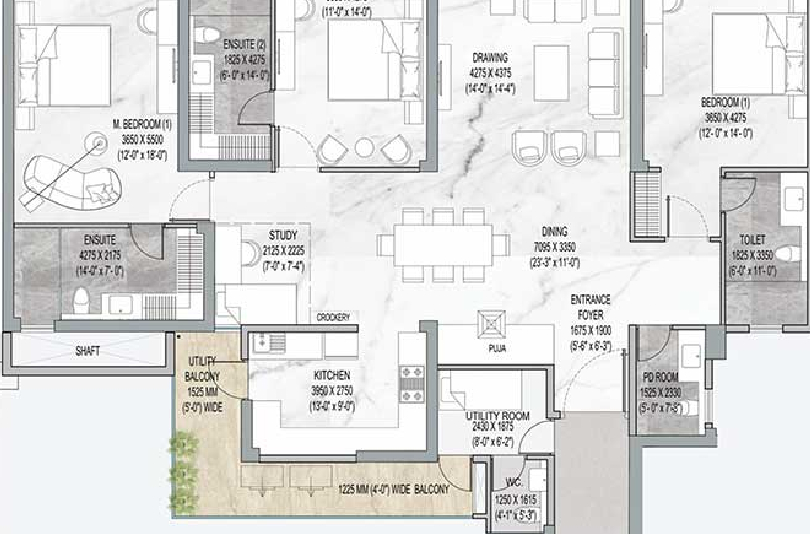 (11'-0" x 14'-0")
ENSUITE (2)
1825 X 4275
(6'- 0" x 14'- 0")
DRAWING
4275 X 4375
(14'-0" x 14'-4")
BEDROOM (1)
3650 X 4275
(12'- 0" x 14'- 0")
M. BEDROOM (1)
3650 X 5500
(12'-0" x 18'-0")
ENSUITE
4275 X 2175
(14'-0" x 7'- 0")
STUDY
2125 X 2225
(7'-0" x 7'-4")
DINING
7095 X 3350
(23'-3" x 11'-0")
TOILET
1825 X 3350
(6'-0" x 11'- 0")
ENTRANCE
FOYER
1675 X 1900
(5'-6" x 6'-3")
CROCKERY
PUJA
SHAFT
UTILITY
BALCONY
1525 MM
(5'-0") WIDE
KITCHEN
3950 X 2750
(13'-0" x 9'-0")
PD ROOM
1525 X 2330
(5'- 0" x 7'-8")
UTILITY ROOM
2430 X 1875
(8'-0" x 6'-2")
1225 MM (4'-0") WIDE BALCONY
WC.
1250 X 1615
(4'-1" x 5'-3")